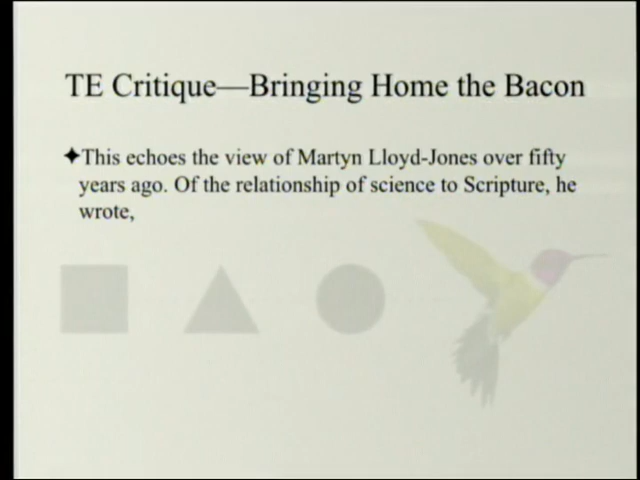 TE Critique—Bringing Home the Bacon
✦This echoes the view of Martyn Lloyd-Jones over fifty
years ago. Of the relationship of science to Scripture, he
wrote,